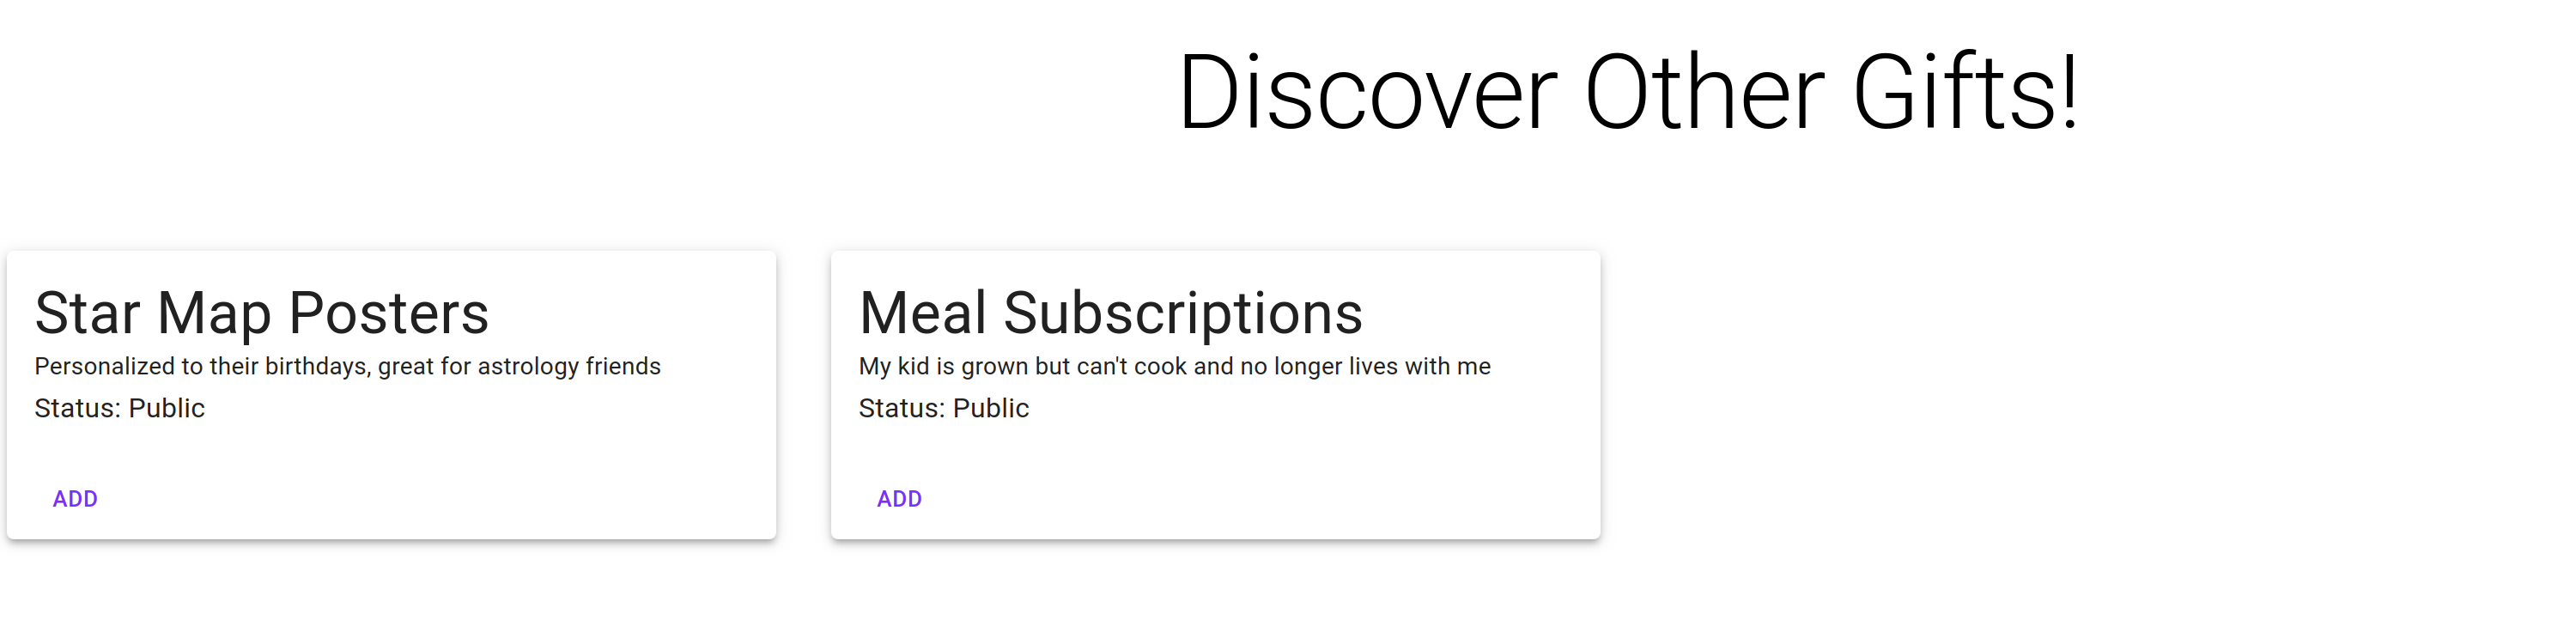 Discover Other Gifts!
Star Map Posters
Personalized to their birthdays, great for astrology friends
Status: Public
ADD
Meal Subscriptions
My kid is grown but can't cook and no longer lives with me
Status: Public
ADD